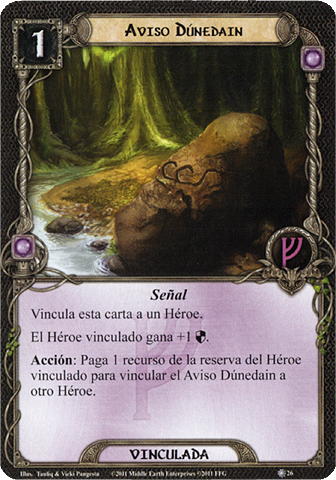 1
AVISO DÚNEDAIN
Señal
Vincula esta carta a un Héroe.
El Héroe vinculado gana +1
Acción: Paga 1 recurso de la reserva del Héroe
vinculado para vincular el Aviso Dúnedain a
otro Héroe.
VINCULADA
Illus. Tanfiq & Vicki Pangestu ©2011 Middle Earth Enterprises ©2011 FFG 26